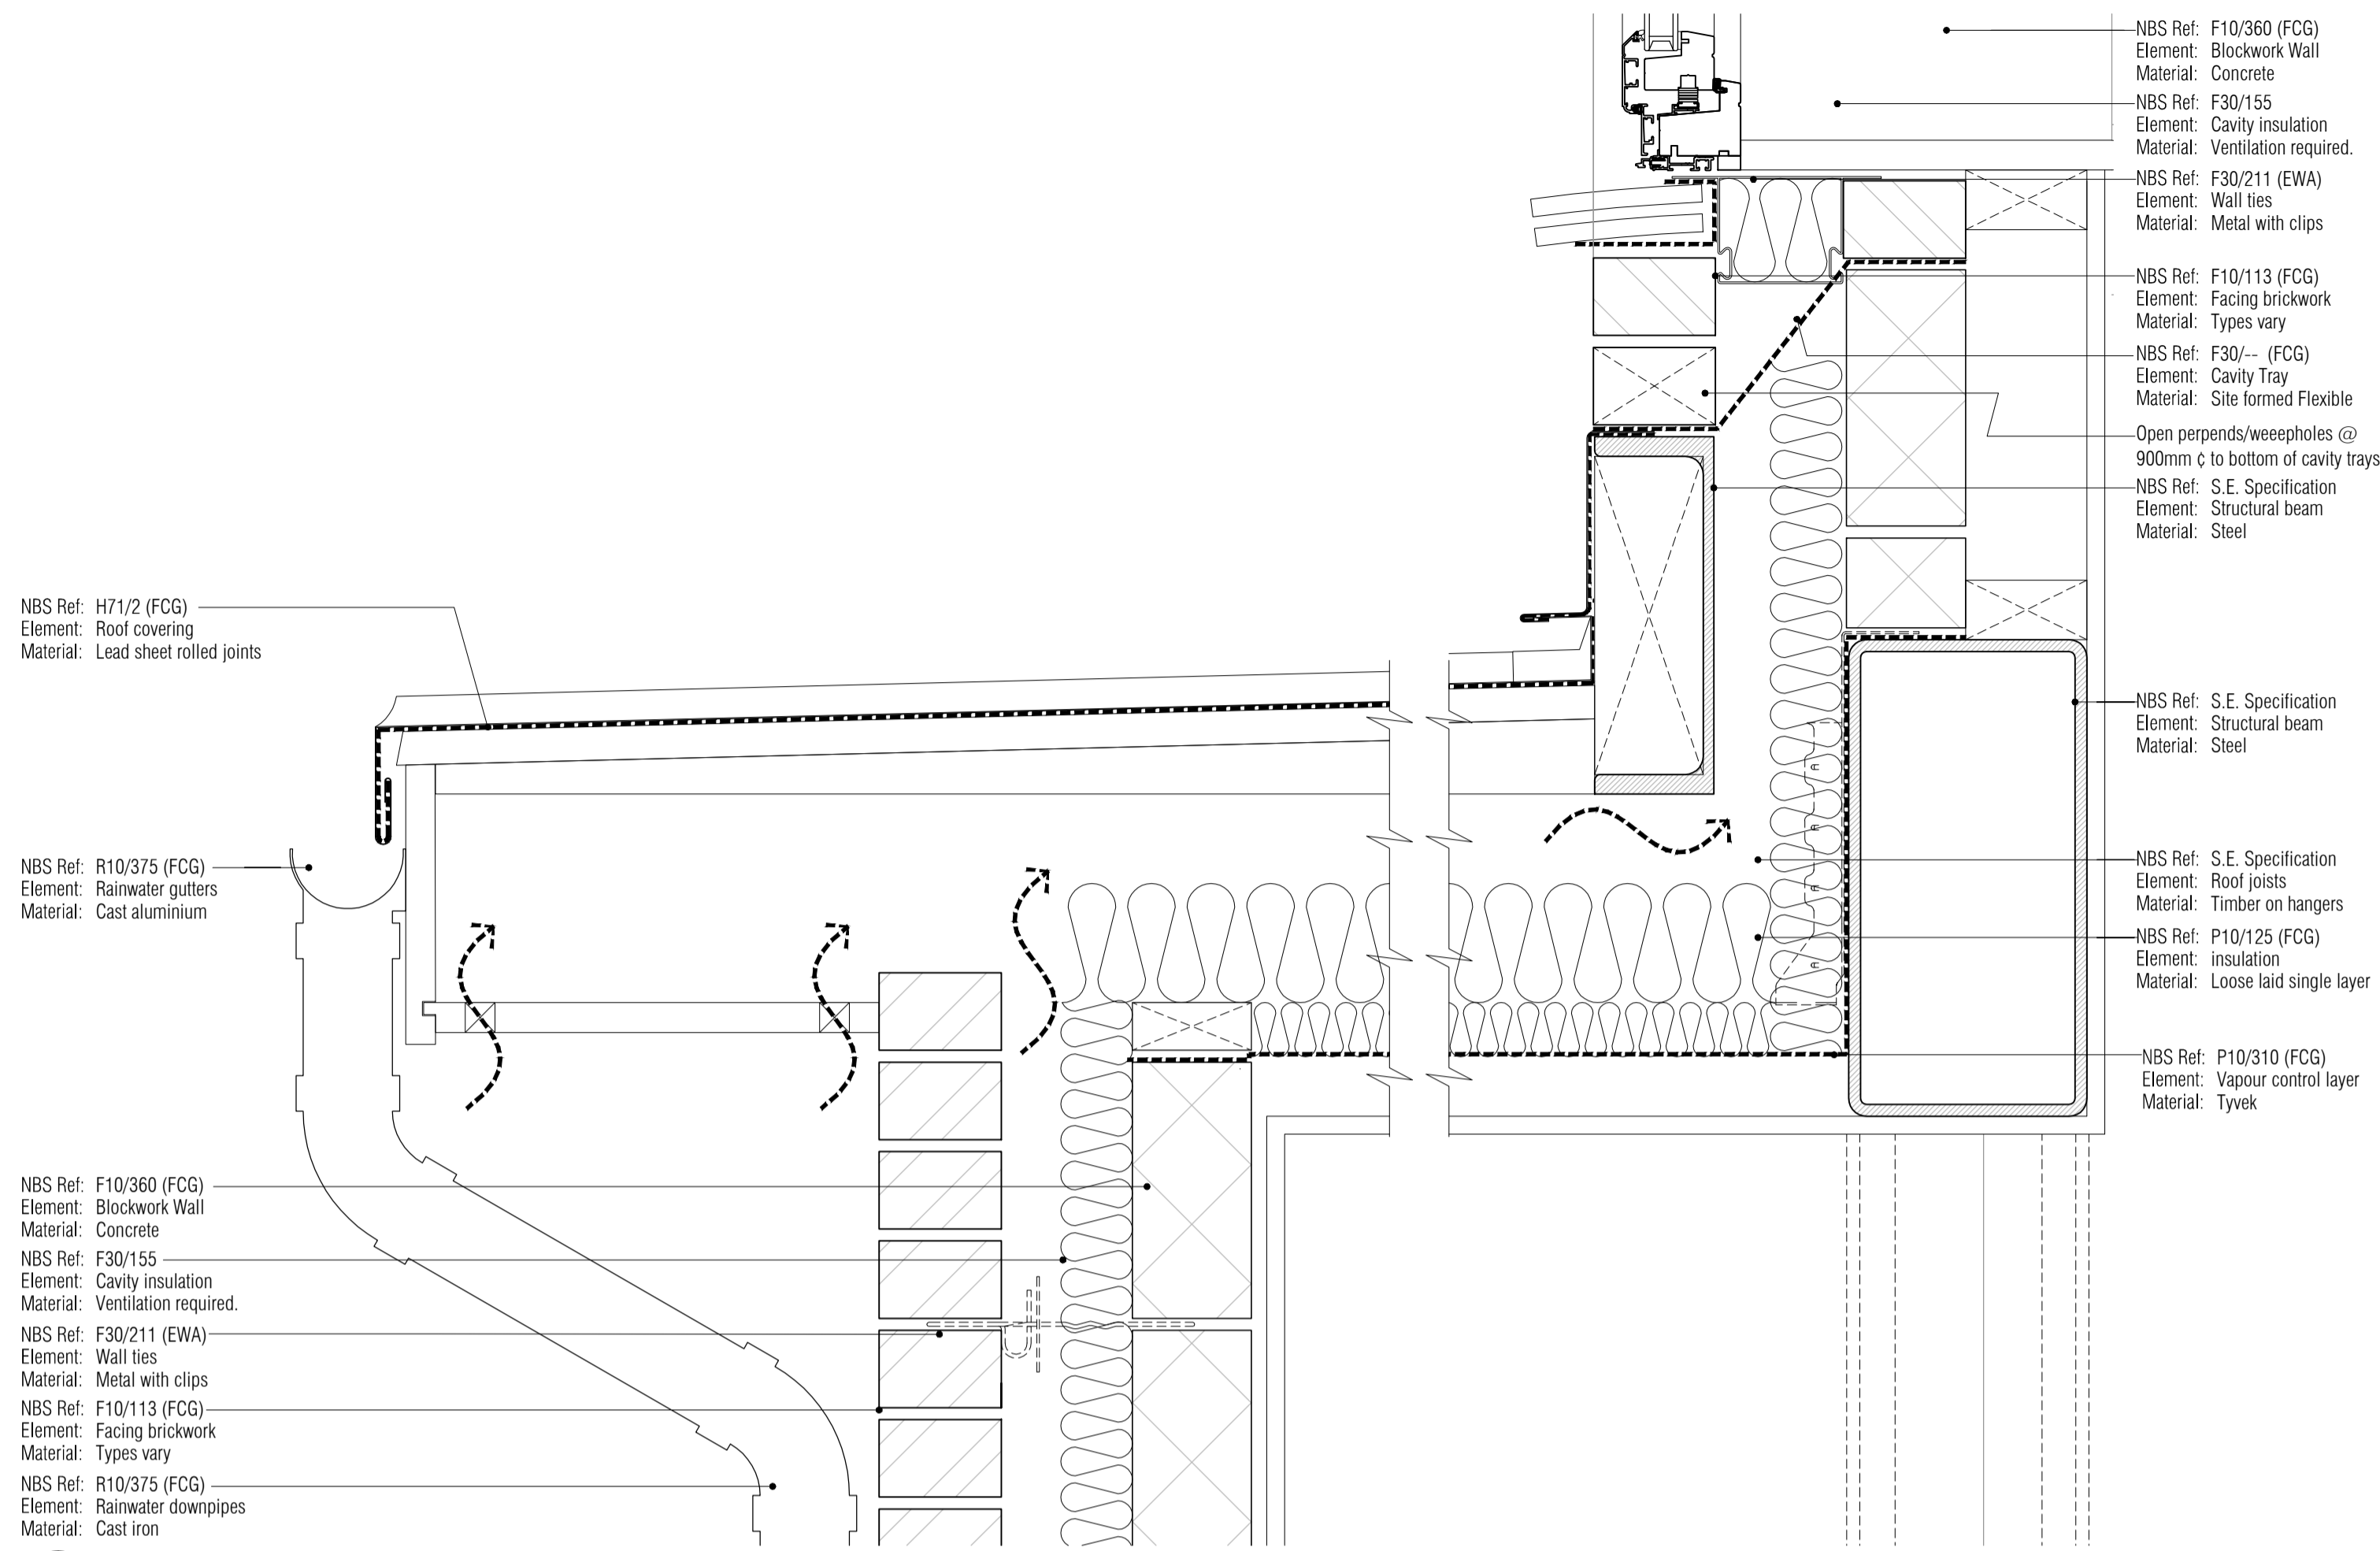 NBS Ref: H71/2 (FCG)
Element: Roof covering
Material: Lead sheet rolled joints
NBS Ref: R10/375 (FCG)
Element: Rainwater gutters
Material: Cast aluminium
NBS Ref: F10/360 (FCG)
Element: Blockwork Wall
Material: Concrete
NBS Ref: F30/155
Element: Cavity insulation
Material: Ventilation required.
NBS Ref: F30/211 (EWA)
Element: Wall ties
Material: Metal with clips
NBS Ref: F10/113 (FCG)
Element: Facing brickwork
Material: Types vary
NBS Ref: R10/375 (FCG)
Element: Rainwater downpipes
Material: Cast iron
NBS Ref: F10/360 (FCG)
Element: Blockwork Wall
Material: Concrete
NBS Ref: F30/155
Element: Cavity insulation
Material: Ventilation required.
NBS Ref: F30/211 (EWA)
Element: Wall ties
Material: Metal with clips
NBS Ref: F10/113 (FCG)
Element: Facing brickwork
Material: Types vary
NBS Ref: F30/-- (FCG)
Element: Cavity Tray
Material: Site formed Flexible
Open perpends/weeepholes @
900mm ¢ to bottom of cavity trays
NBS Ref: S.E. Specification
Element: Structural beam
Material: Steel
NBS Ref: S.E. Specification
Element: Structural beam
Material: Steel
NBS Ref: S.E. Specification
Element: Roof joists
Material: Timber on hangers
NBS Ref: P10/125 (FCG)
Element: insulation
Material: Loose laid single layer
NBS Ref: P10/310 (FCG)
Element: Vapour control layer
Material: Tyvek